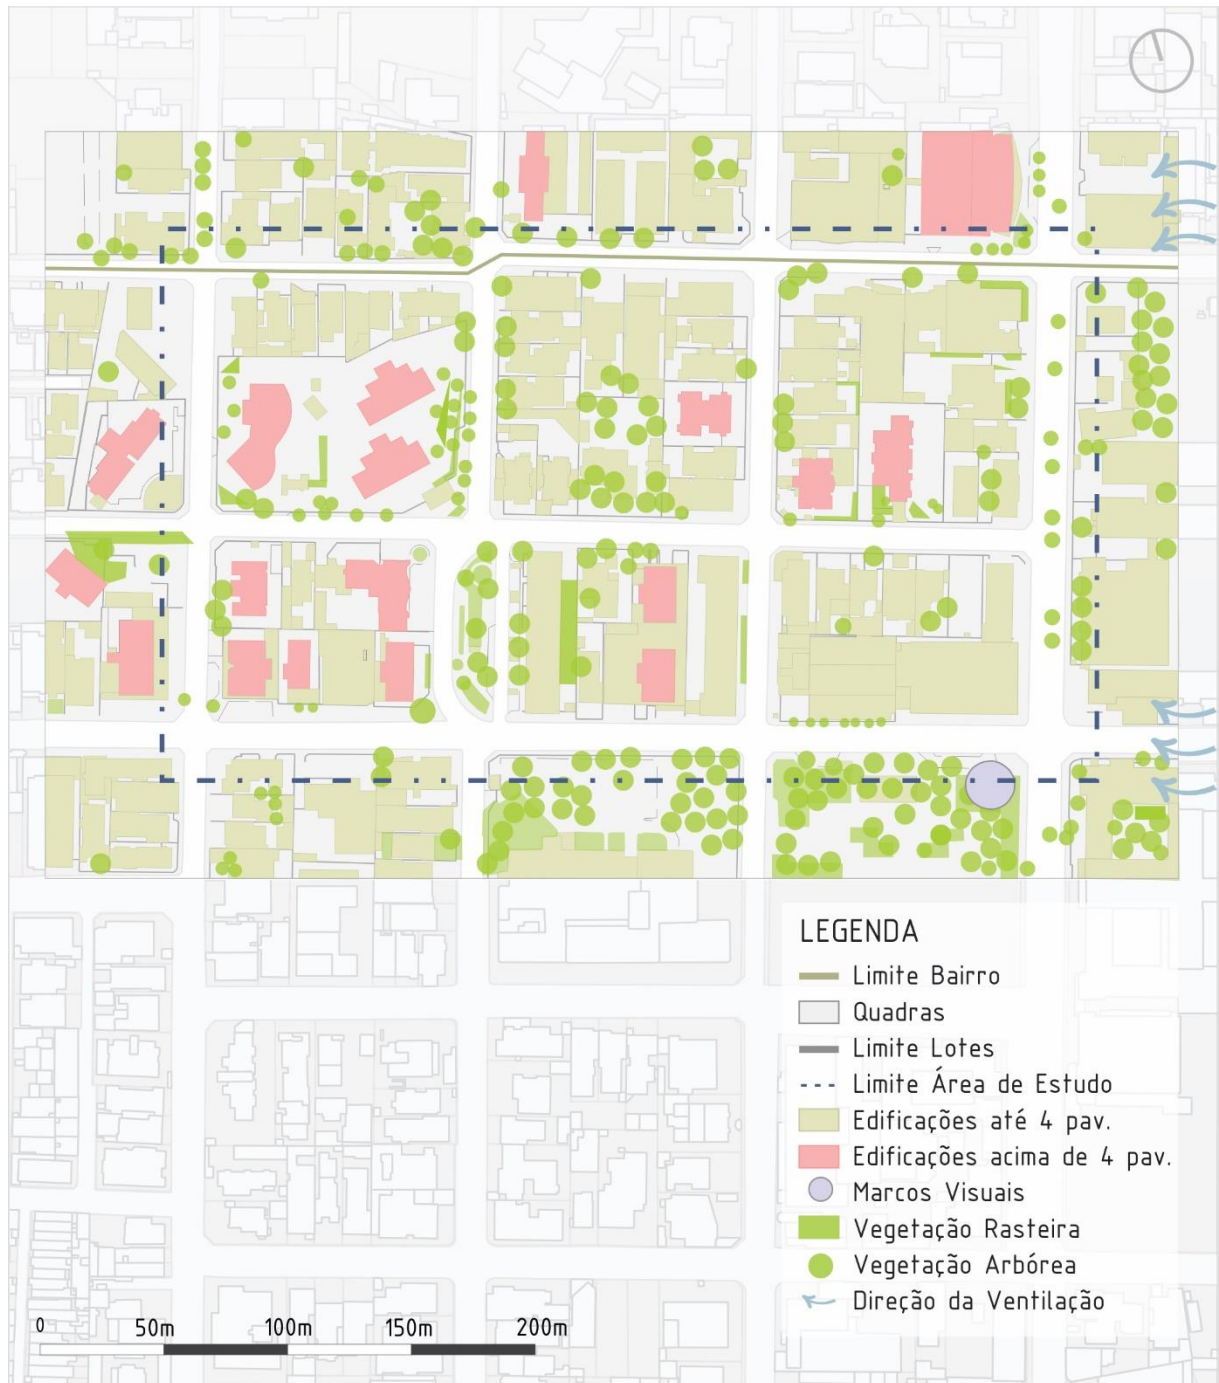 LEGENDA
Limite Bairro
Quadras
Limite Lotes
Limite Área de Estudo
Edificações até 4 pav.
Edificações acima de 4 pav.
Marcos Visuais
Vegetação Rasteira
Vegetação Arbórea
Direção da Ventilação
0 50m 100m 150m 200m